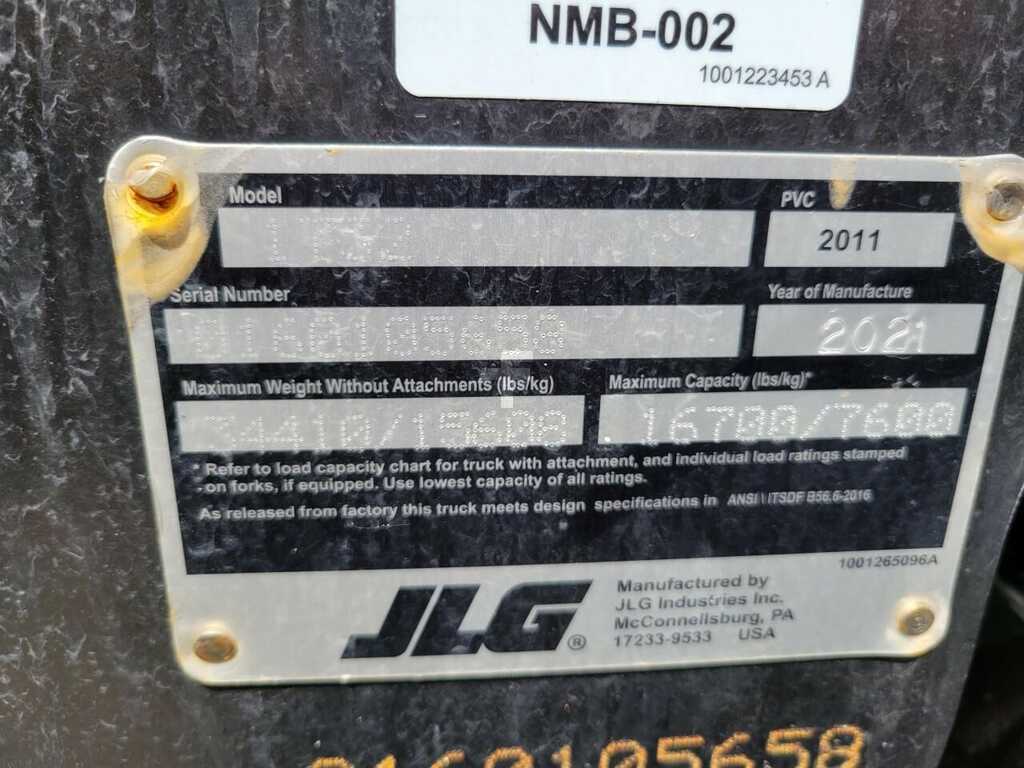 NMB-002
1001223453 A
Model
PVC
2011
Serial Number
Year of Manufacture
0160105658
2021
Maximum Weight Without Attachments (lbs/kg)
Maximum Capacity (lbs/kg)*
34410/15608
16700/7600
* Refer to load capacity chart for truck with attachment, and individual load ratings stamped
on forks, if equipped. Use lowest capacity of all ratings.
As released from factory this truck meets design specifications in ANSI \ ITSDF B56.6-2016
1001265096A
JLG®
Manufactured by
JLG Industries Inc.
McConnellsburg, PA
17233-9533 USA
0160105658